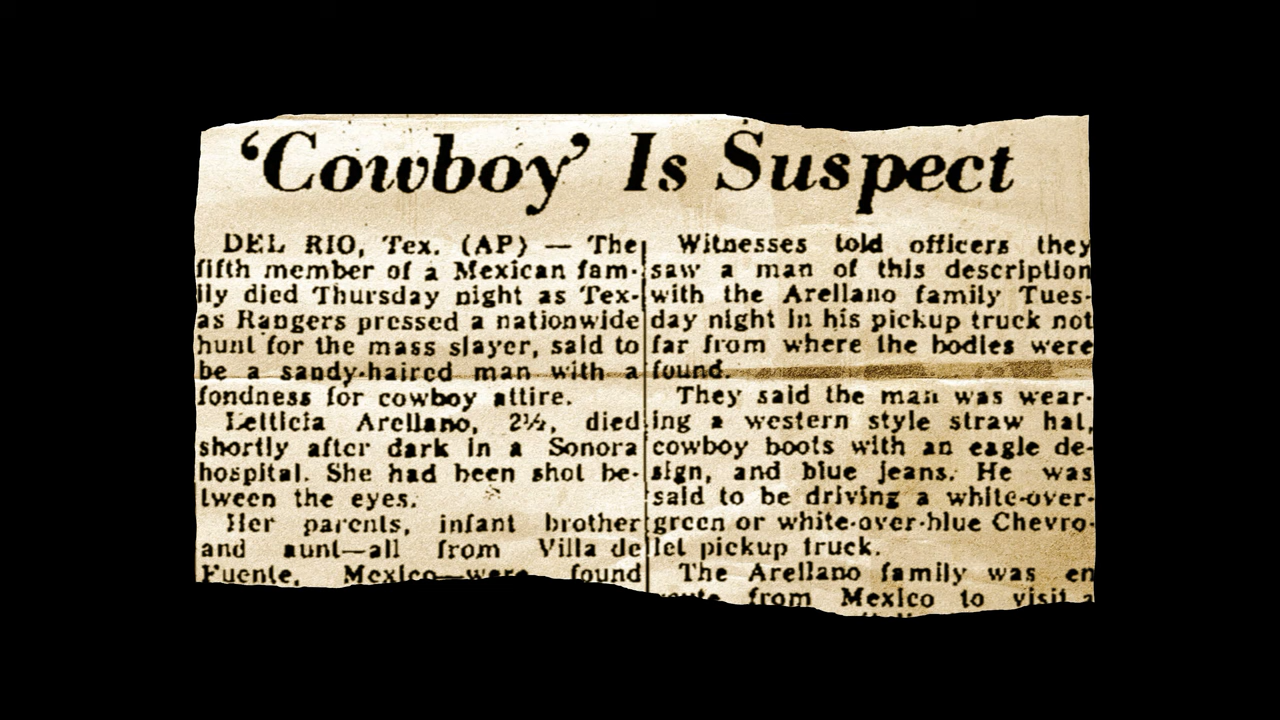 ‘Cowboy’ Is Suspect
DEL RIO, Tex. (AP) — The
fifth member of a Mexican fam-
ily died Thursday night as Tex-
as Rangers pressed a nationwide
hunt for the mass slayer, said to
be a sandy-haired man with a
fondness for cowboy attire.
Letticia Arellano, 2½, died
shortly after dark in a Sonora
hospital. She had been shot be-
tween the eyes.
Her parents, infant brother
and aunt—all from Villa de
Fuente, Mexico—were found
Witnesses told officers they
saw a man of this description
with the Arellano family Tues-
day night in his pickup truck not
far from where the bodies were
found.
They said the man was wear-
ing a western style straw hat,
cowboy boots with an eagle de-
sign, and blue jeans. He was
said to be driving a white-over-
green or white-over-blue Chevro-
let pickup truck.
The Arellano family was en
route from Mexico to visit a